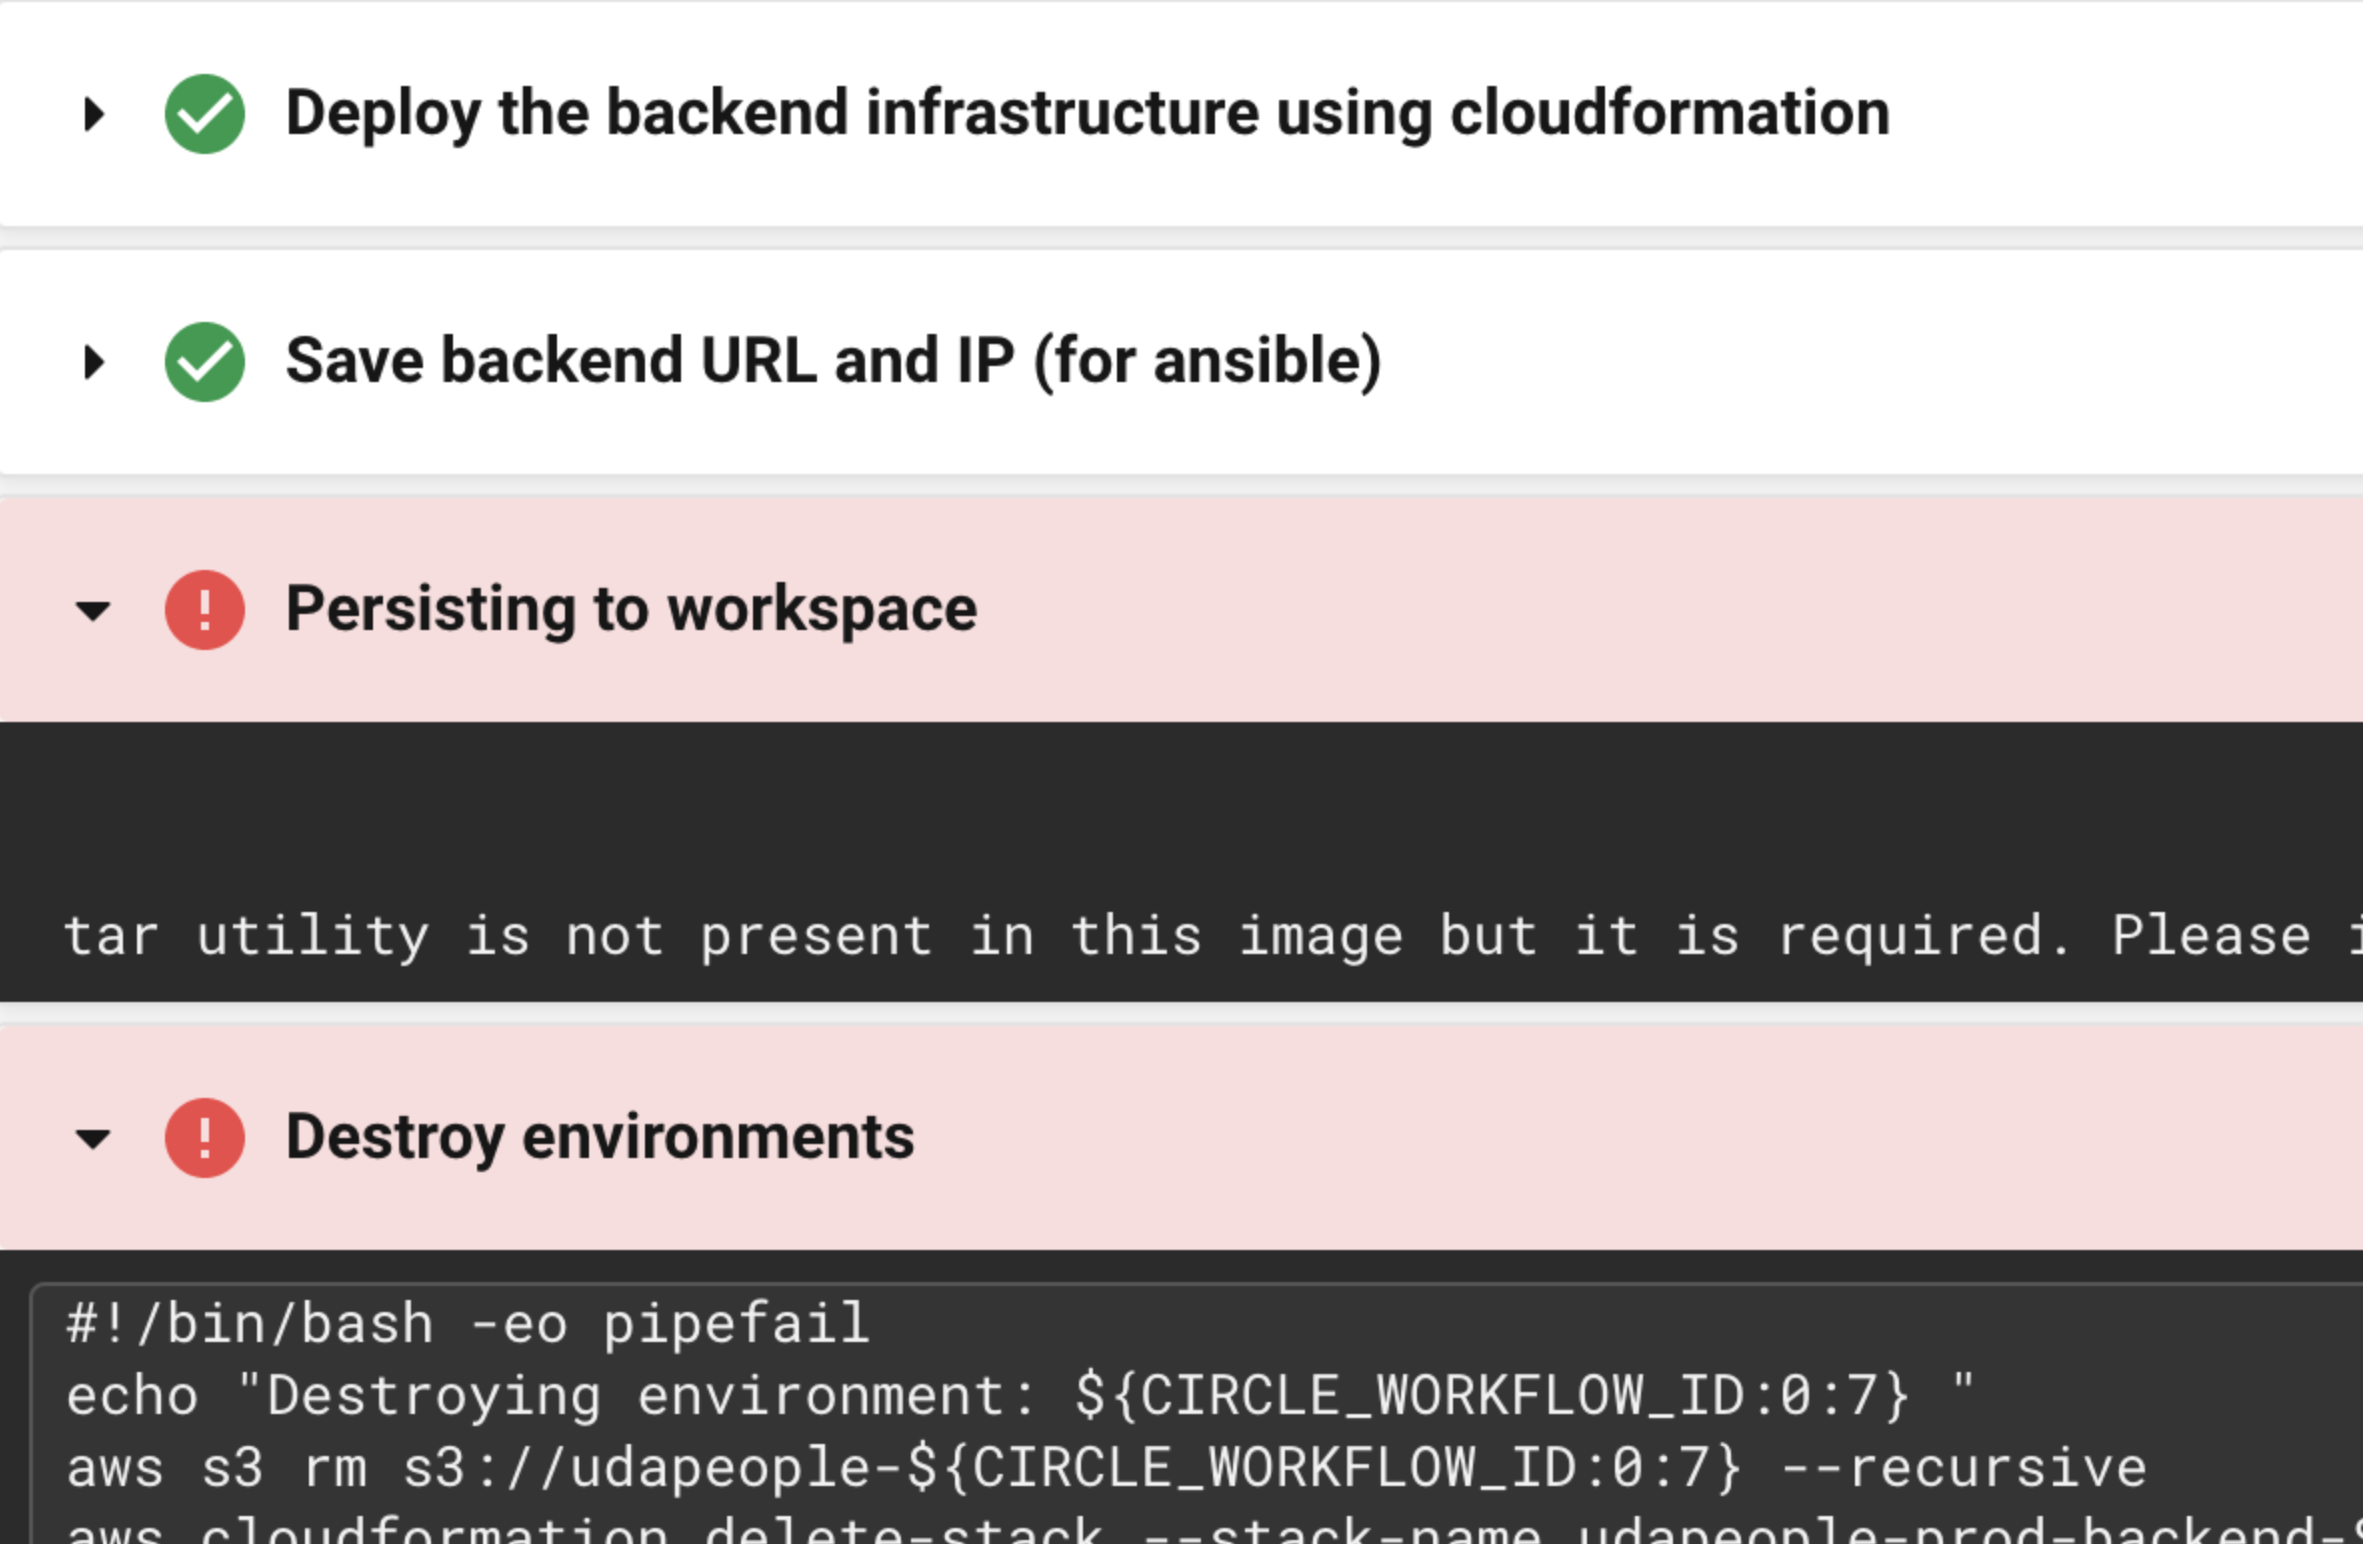 Deploy the backend infrastructure using cloudformation
Save backend URL and IP (for ansible)
Persisting to workspace
tar utility is not present in this image but it is required. Please
Destroy environments
#!/bin/bash -eo pipefail
echo "Destroying environment: ${CIRCLE_WORKFLOW_ID:0:7} "
aws s3 rm s3://udapeople-${CIRCLE_WORKFLOW_ID:0:7} --recursive
aws cloudformation delete-stack --stack-name udapeople-prod-backend-